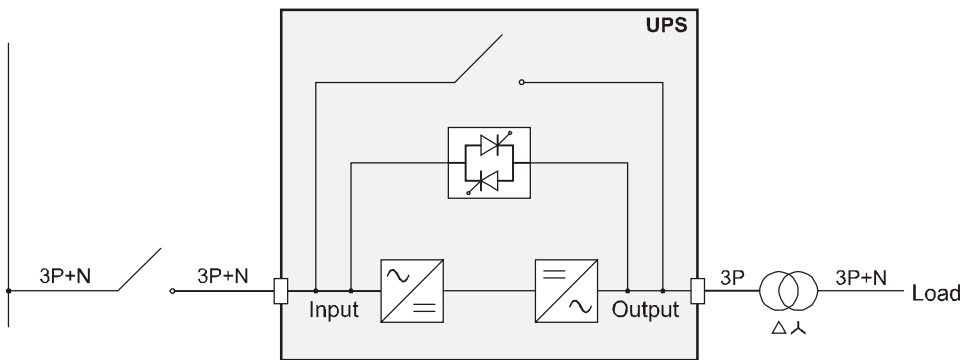 UPS
3P+N
3P+N
Input
Output
3P
3P+N
Load